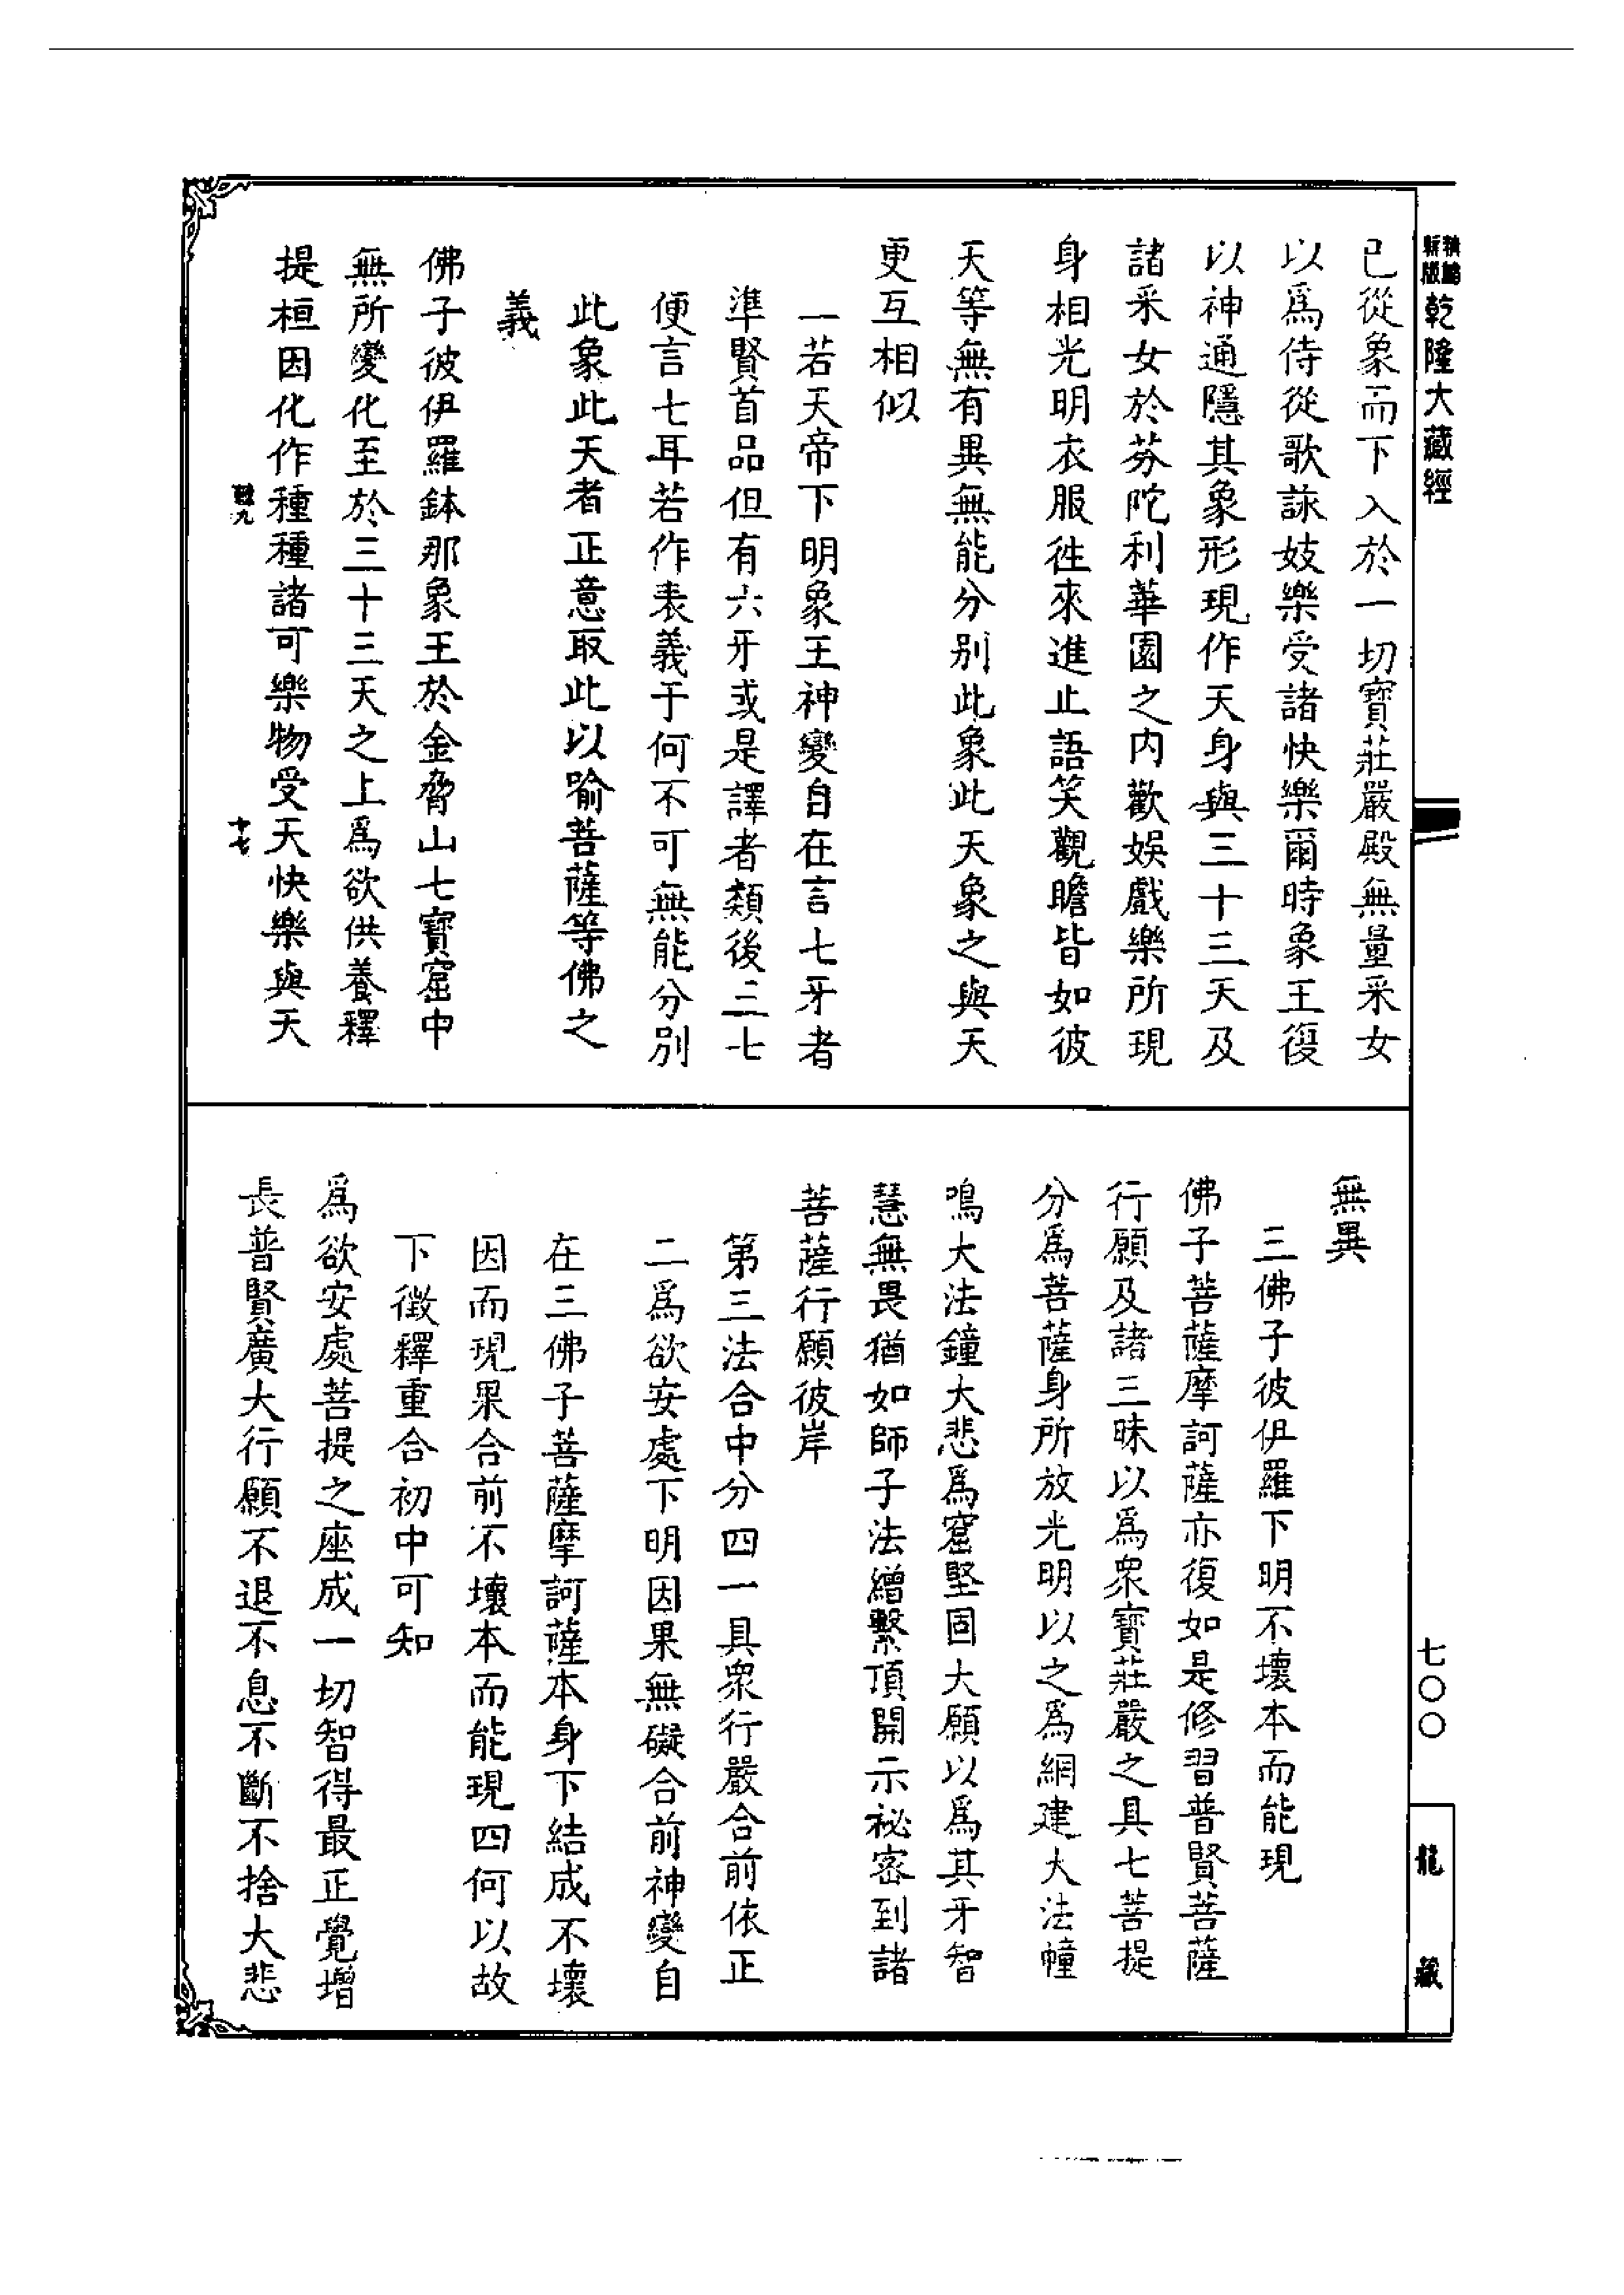 乾隆大藏經
已從象而下入於一切寶莊嚴殿無量采女
以爲侍從歌詠妓樂受諸快樂爾時象王復
以神通隱其象形現作天身與三十三天及
諸采女於芬陀利華園之內歡娛戲樂所現
身相光明衣服徃來進止語笑觀瞻皆如彼
天等無有異無能分別此象此天象之與天
更互相似
一若天帝下明象王神變自在言七牙者
準賢首品但有六牙或是譯者類後三七
便言七耳若作表義于何不可無能分別
此象此天者正意取此以喻菩薩等佛之
義
佛子彼伊羅鉢那象王於金脅山七寶窟中
無所變化至於三十三天之上爲欲供養釋
提桓因化作種種諸可樂物受天快樂與天
十七
無異
三佛子彼伊羅下明不壞本而能現
佛子菩薩摩訶薩亦復如是修習普賢菩薩
行願及諸三昧以爲衆寶莊嚴之具七菩提
分爲菩薩身所放光明以之爲網建大法幢
鳴大法鐘大悲爲窟堅固大願以爲其牙智
慧無畏猶如師子法繒繫頂開示祕密到諸
菩薩行願彼岸
第三法合中分四一具衆行嚴合前依正
二爲欲安處下明因果無礙合前神變自
在三佛子菩薩摩訶薩本身下結成不壞
因而現果合前不壞本而能現四何以故
下徵釋重合初中可知
爲欲安處菩提之座成一切智得最正覺增
長普賢廣大行願不退不息不斷不捨大悲
七〇〇
龍藏